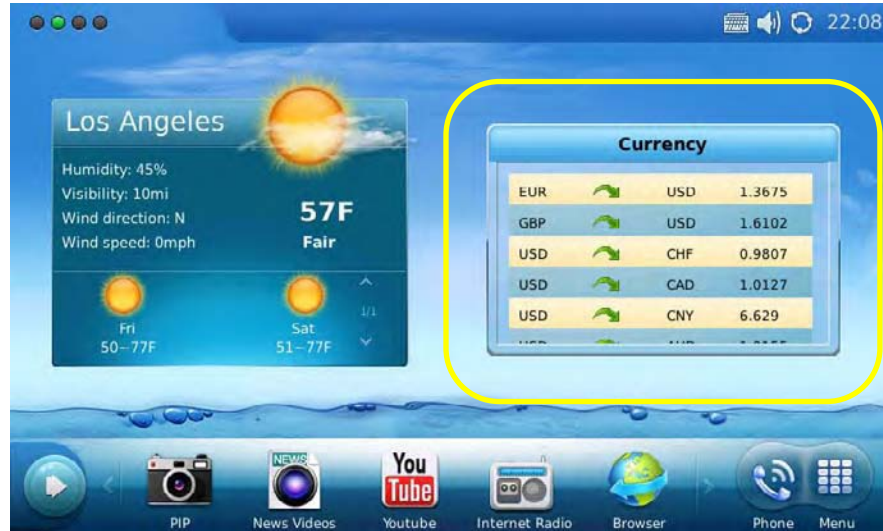 22:08
Los Angeles
Humidity: 45%
Visibility: 10mi
Wind direction: N
Wind speed: 0mph
57F
Fair
1/1
Fri
50~77F
Sat
51~77F
Currency
EUR USD 1.3675
GBP USD 1.6102
USD CHF 0.9807
USD CAD 1.0127
USD CNY 6.629
NEWS
You
Tube
PIP
News Videos
Youtube
Internet Radio
Browser
Phone
Menu